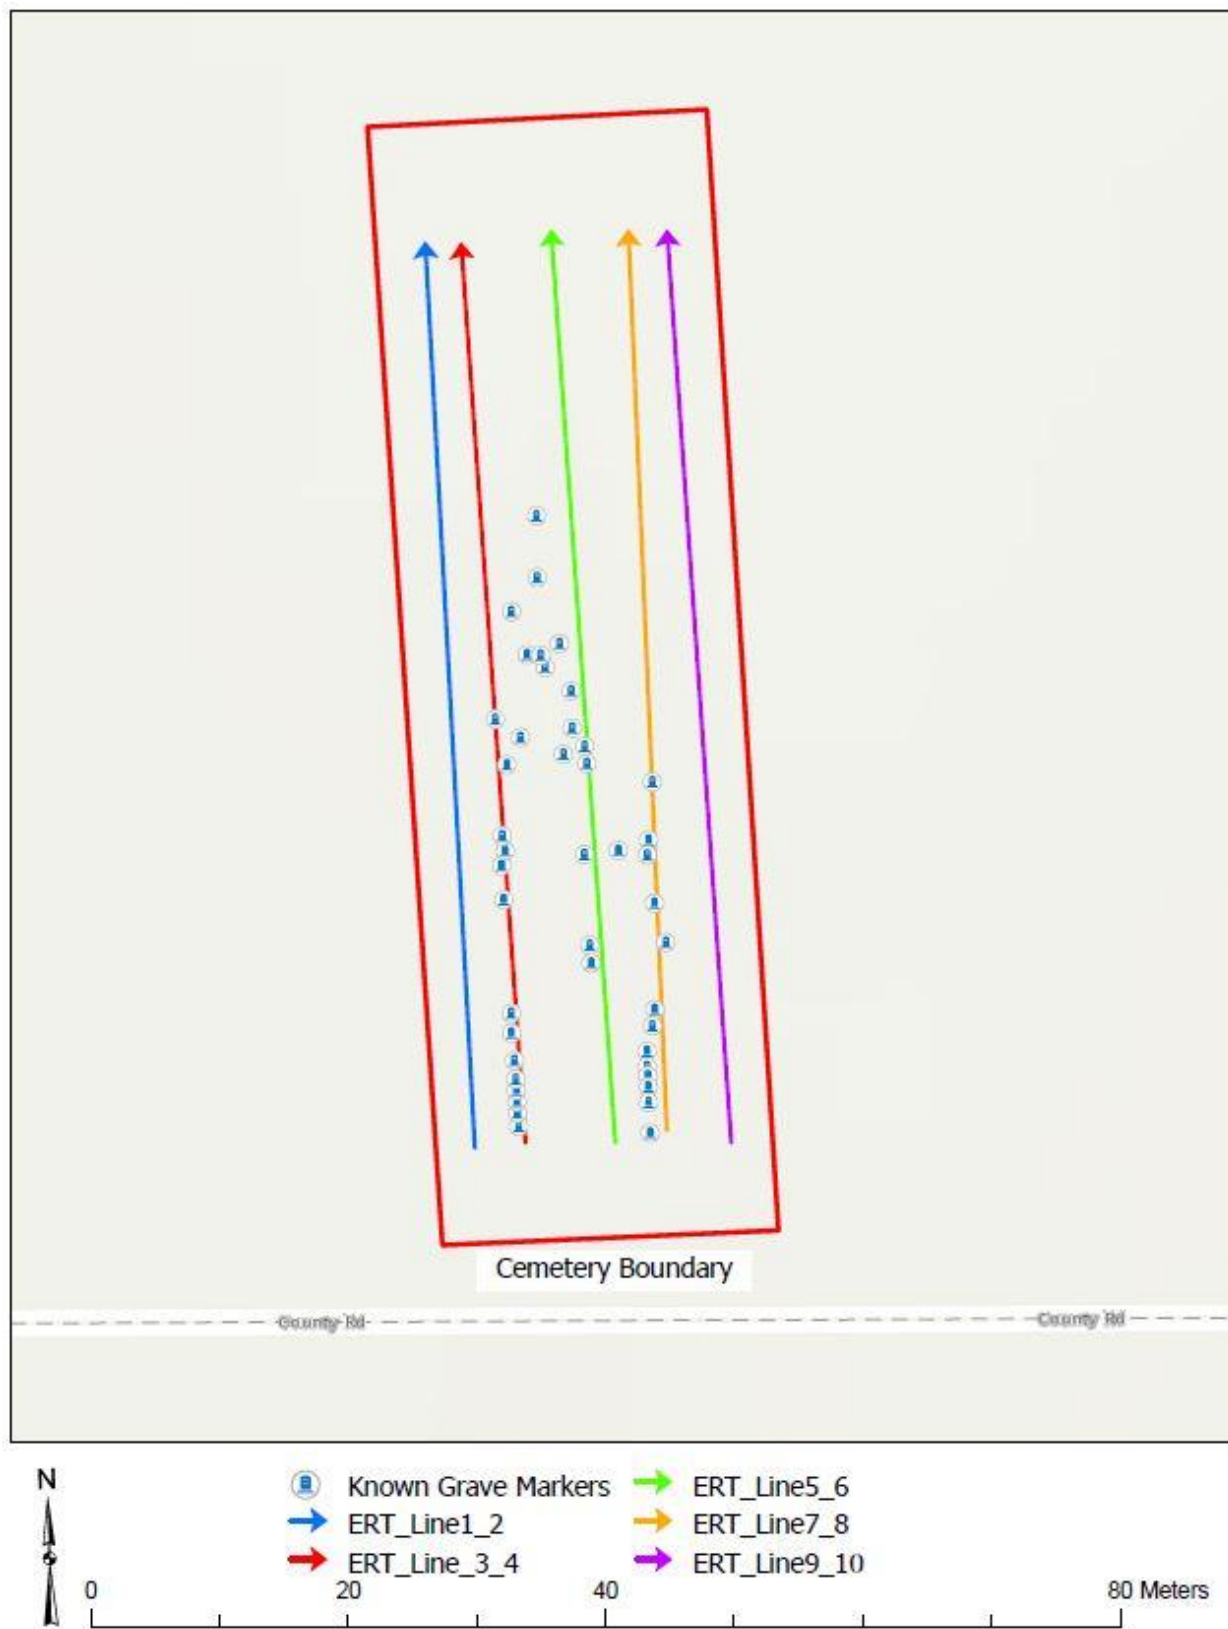 Cemetery Boundary
County Rd County Rd
N
Known Grave Markers ERT_Line5_6
ERT_Line1_2 ERT_Line7_8
ERT_Line_3_4 ERT_Line9_10
0 20 40 80 Meters